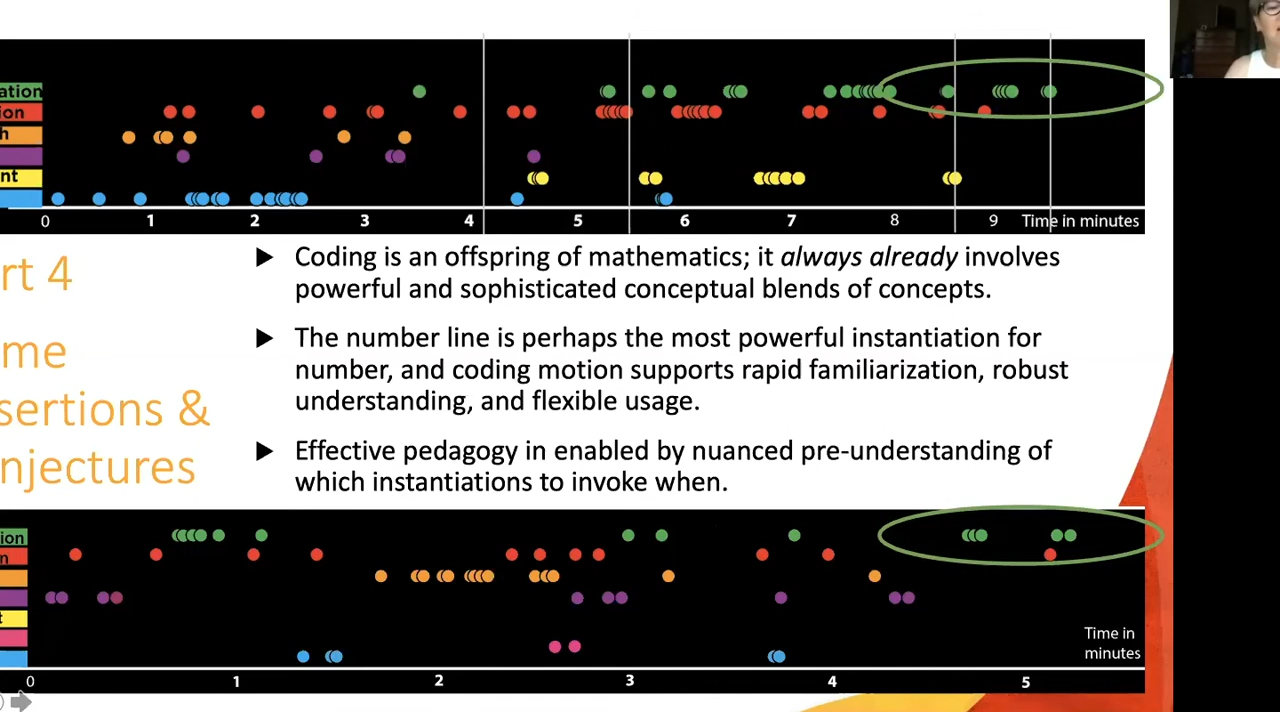 ation
ion
h
nt
0 1 2 3 4 5 6 7 8 9 Time in minutes
rt 4
me
sertions &
njectures
Coding is an offspring of mathematics; it always already involves
powerful and sophisticated conceptual blends of concepts.
The number line is perhaps the most powerful instantiation for
number, and coding motion supports rapid familiarization, robust
understanding, and flexible usage.
Effective pedagogy in enabled by nuanced pre-understanding of
which instantiations to invoke when.
tion
n
t
Time in
minutes
0 1 2 3 4 5